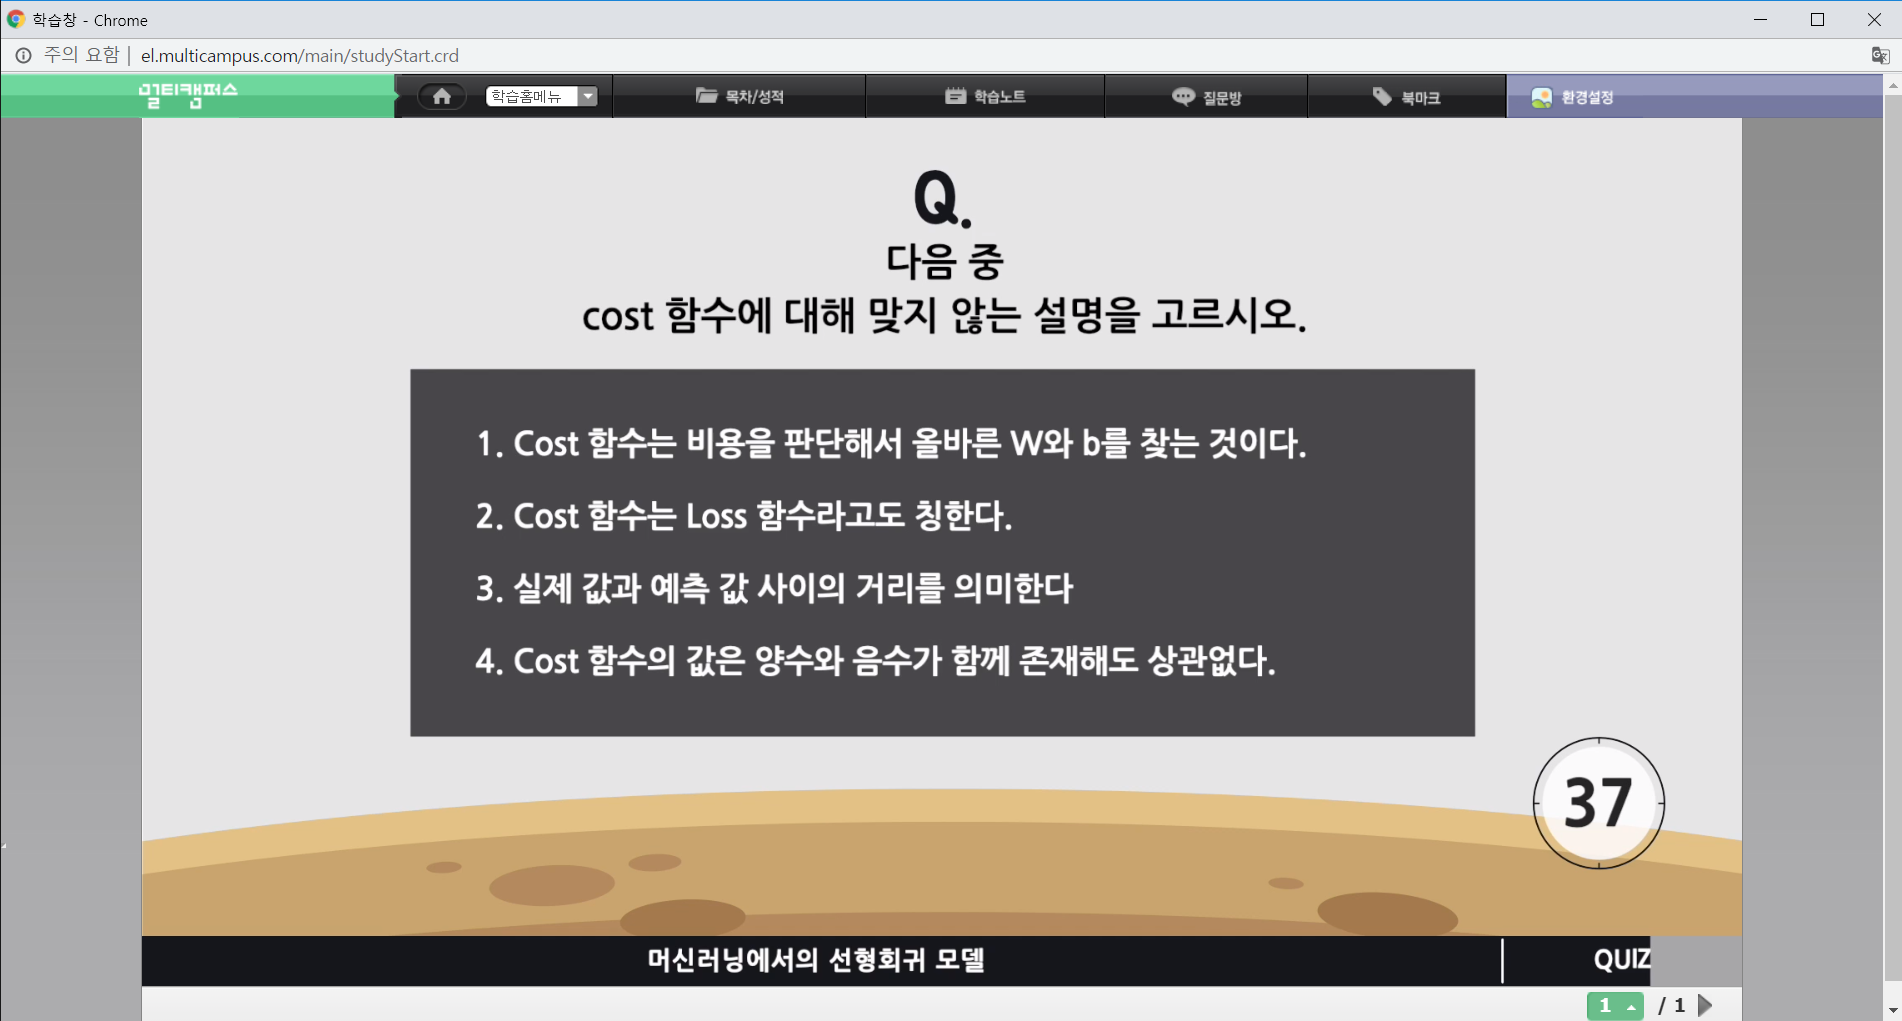 학습창 - Chrome
주의 요함 | el.multicampus.com/main/studyStart.crd
멀티캠퍼스
학습홈메뉴
목차/성적
학습노트
질문방
북마크
환경설정
Q.
다음 중
cost 함수에 대해 맞지 않는 설명을 고르시오.
1. Cost 함수는 비용을 판단해서 올바른 W와 b를 찾는 것이다.
2. Cost 함수는 Loss 함수라고도 칭한다.
3. 실제 값과 예측 값 사이의 거리를 의미한다
4. Cost 함수의 값은 양수와 음수가 함께 존재해도 상관없다.
37
머신러닝에서의 선형회귀 모델
QUIZ
1 / 1